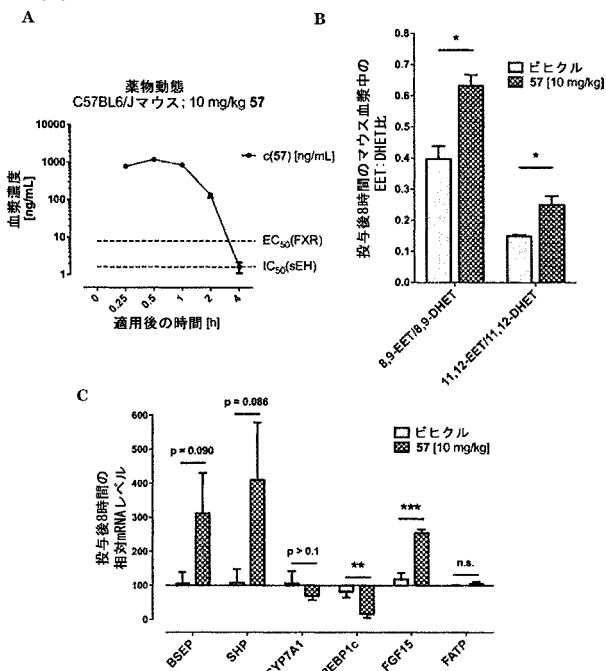 A
薬物動態
C57BL6/Jマウス; 10 mg/kg 57
血漿濃度
[ng/mL]
10000
1000
100
10
1
c(57) [ng/mL]
EC50(FXR)
IC50(sEH)
0
0.25
0.5
1
2
4
適用後の時間 [h]
B
投与後8時間のマウス血漿中の
EET:DHET比
0.8
0.7
0.6
0.5
0.4
0.3
0.2
0.1
0.0
*
*
ビヒクル
57 [10 mg/kg]
8,9-EET/8,9-DHET
11,12-EET/11,12-DHET
C
投与後8時間の
相対mRNAレベル
600
500
400
300
200
100
0
p = 0.090
p = 0.086
p > 0.1
**
***
n.s.
ビヒクル
57 [10 mg/kg]
BSEP
SHP
CYP7A1
SREBP1c
FGF15
FATP